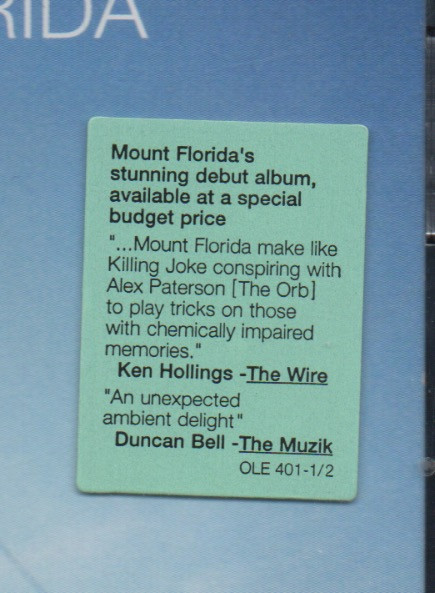 RIDA
Mount Florida's
stunning debut album,
available at a special
budget price
"...Mount Florida make like
Killing Joke conspiring with
Alex Paterson [The Orb]
to play tricks on those
with chemically impaired
memories."
Ken Hollings -The Wire
"An unexpected
ambient delight"
Duncan Bell -The Muzik
OLE 401-1/2